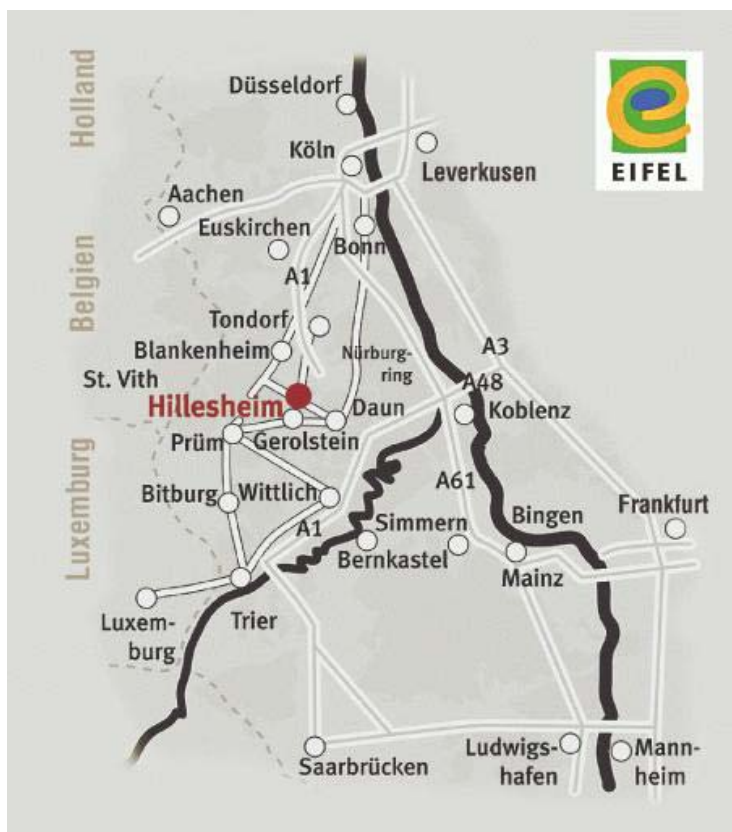 Holland
Düsseldorf
EIFEL
Köln
Leverkusen
Aachen
Euskirchen
Bonn
Belgien
A1
Tondorf
Blankenheim
Nürburg-
ring
A3
St. Vith
A48
Hillesheim
Daun
Koblenz
Prüm
Gerolstein
Luxemburg
Bitburg
Wittlich
A61
A1
Simmern
Bingen
Frankfurt
Bernkastel
Mainz
Luxem-
burg
Trier
Saarbrücken
Ludwigs-
hafen
Mann-
heim